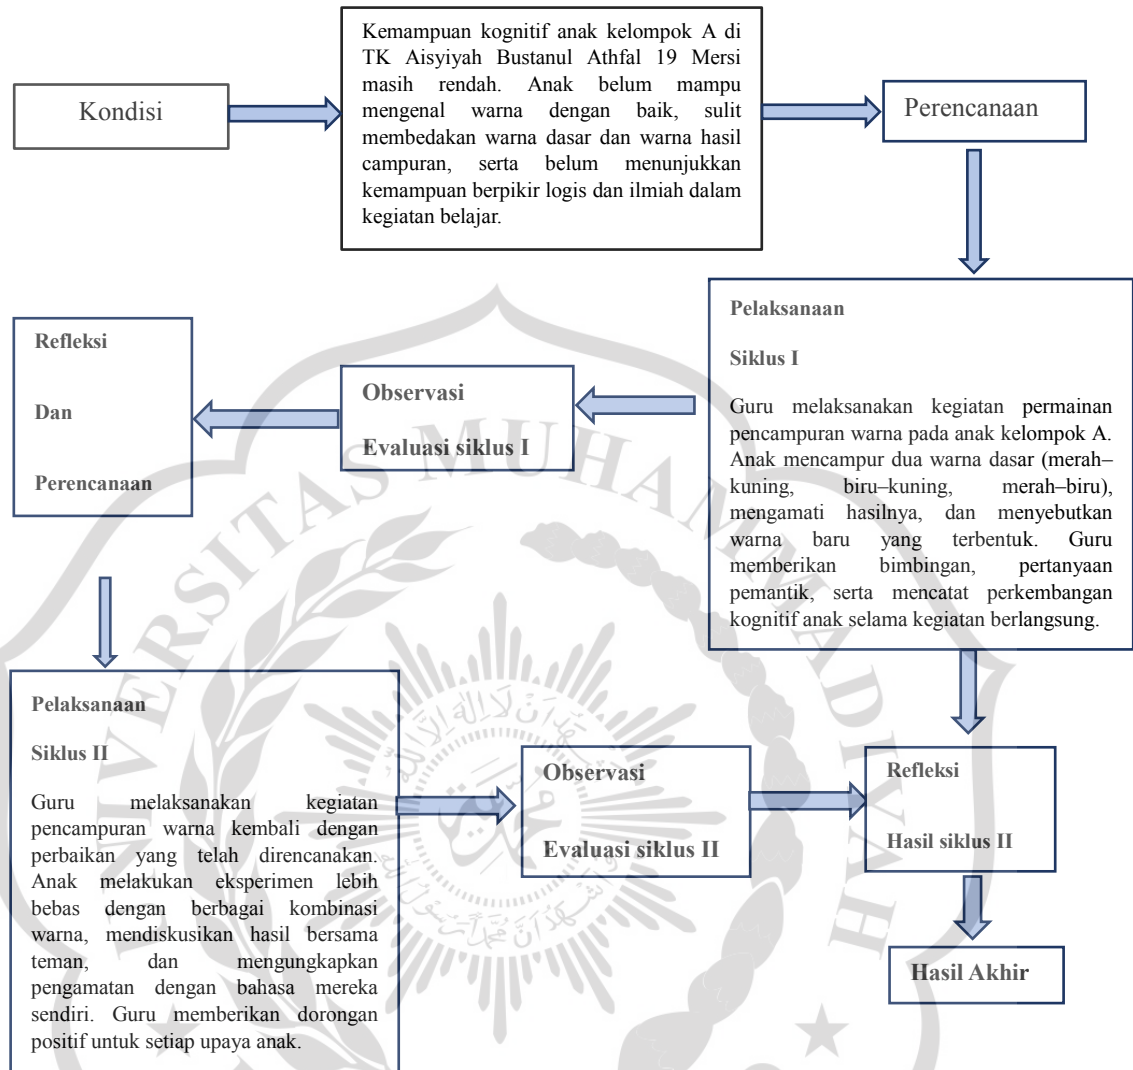 Kondisi
Kemampuan kognitif anak kelompok A di
TK Aisyiyah Bustanul Athfal 19 Mersi
masih rendah. Anak belum mampu
mengenal warna dengan baik, sulit
membedakan warna dasar dan warna hasil
campuran, serta belum menunjukkan
kemampuan berpikir logis dan ilmiah dalam
kegiatan belajar.
Perencanaan
Pelaksanaan
Siklus I
Guru melaksanakan kegiatan permainan
pencampuran warna pada anak kelompok A.
Anak mencampur dua warna dasar (merah–
kuning, biru–kuning, merah–biru),
mengamati hasilnya, dan menyebutkan
warna baru yang terbentuk. Guru
memberikan bimbingan, pertanyaan
pemantik, serta mencatat perkembangan
kognitif anak selama kegiatan berlangsung.
Observasi
Evaluasi siklus I
Refleksi
Dan
Perencanaan
Pelaksanaan
Siklus II
Guru melaksanakan kegiatan
pencampuran warna kembali dengan
perbaikan yang telah direncanakan.
Anak melakukan eksperimen lebih
bebas dengan berbagai kombinasi
warna, mendiskusikan hasil bersama
teman, dan mengungkapkan
pengamatan dengan bahasa mereka
sendiri. Guru memberikan dorongan
positif untuk setiap upaya anak.
Observasi
Evaluasi siklus II
Refleksi
Hasil siklus II
Hasil Akhir
UNIVERSITAS MUHAMMADIYAH